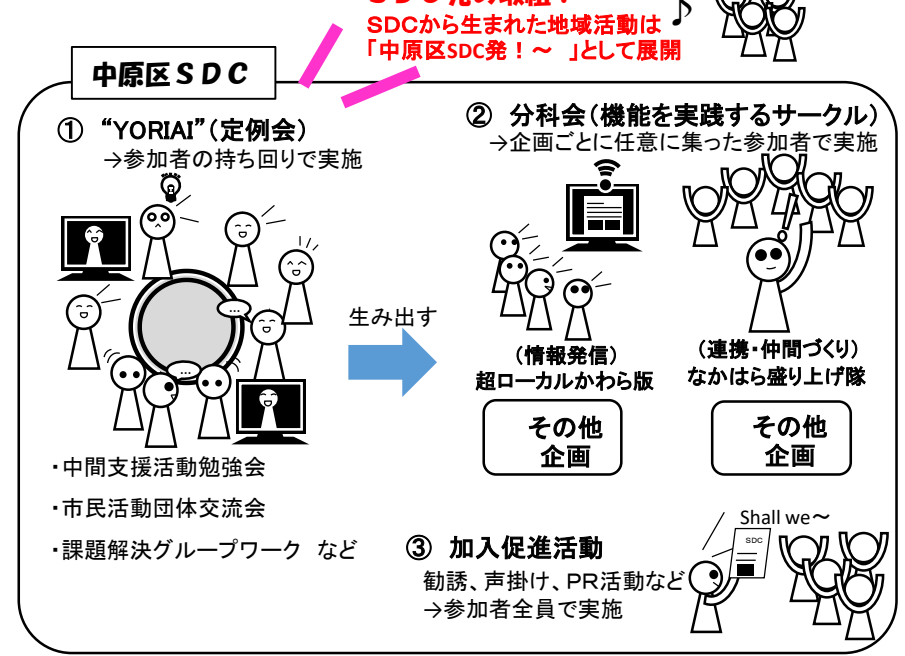 SDCから生まれた地域活動は
「中原区SDC発！～ 」として展開
中原区ＳＤＣ
① “YORIAI”（定例会）
→参加者の持ち回りで実施
② 分科会（機能を実践するサークル）
→企画ごとに任意に集った参加者で実施
…
…
生み出す
（情報発信）
超ローカルかわら版
（連携・仲間づくり）
なかはら盛り上げ隊
その他
企画
その他
企画
・中間支援活動勉強会
・市民活動団体交流会
・課題解決グループワーク など
③ 加入促進活動
勧誘、声掛け、ＰＲ活動など
→参加者全員で実施
Shall we～
SDC